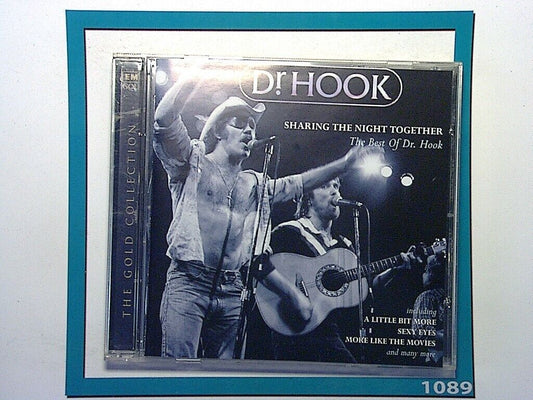 Dr. HOOK
SHARING THE NIGHT TOGETHER
The Best Of Dr. Hook
THE GOLD COLLECTION
EMI
GOLD
including
A LITTLE BIT MORE
SEXY EYES
MORE LIKE THE MOVIES
and many more
1089